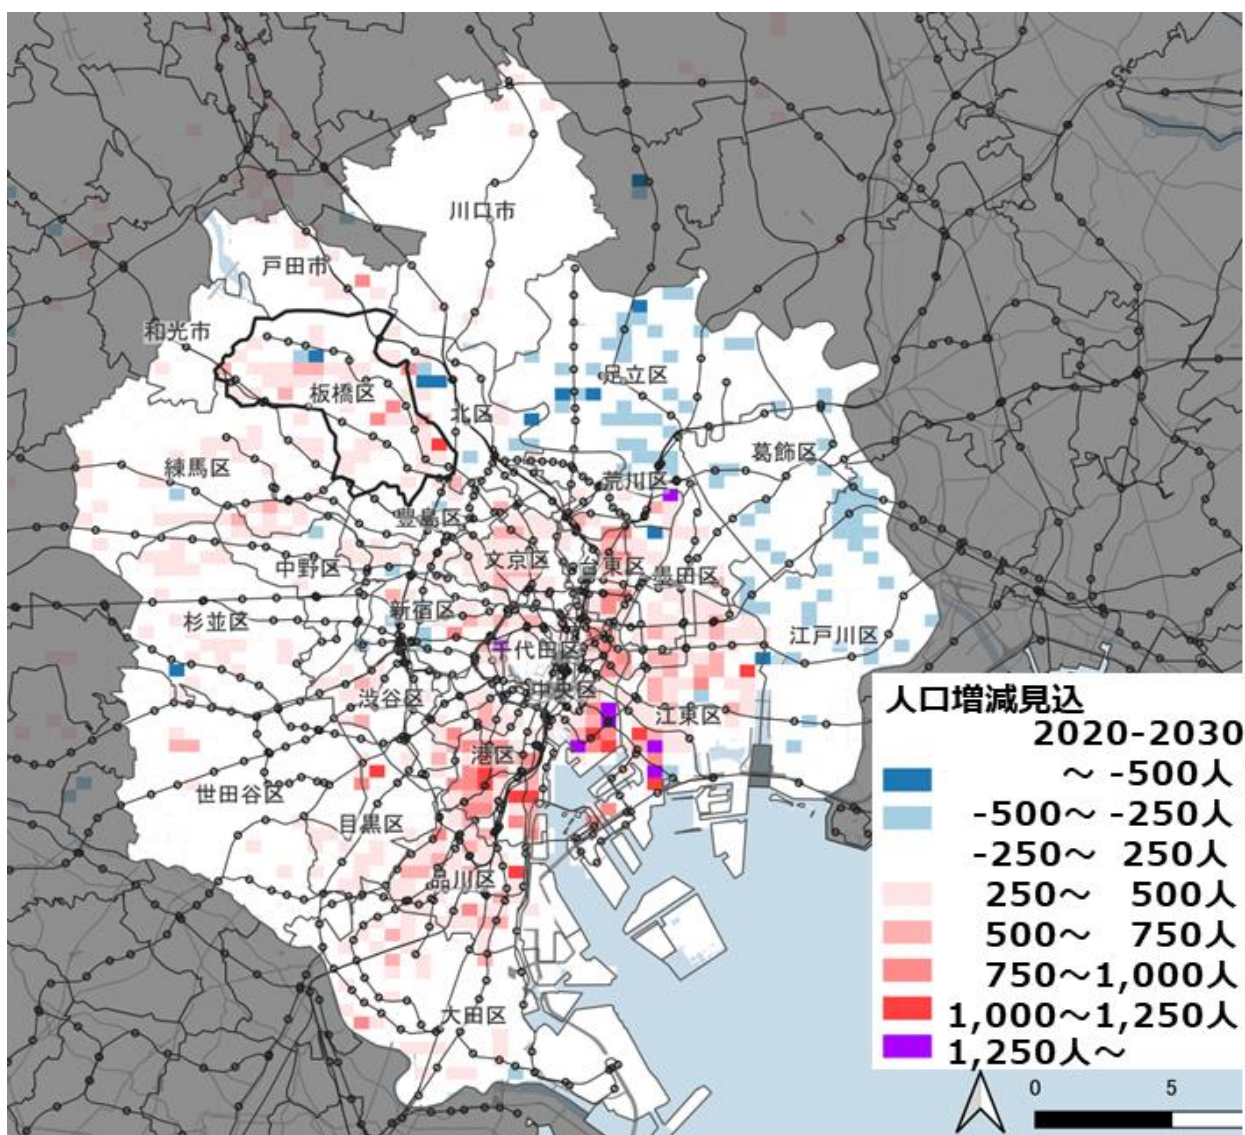 川口市
戸田市
和光市
板橋区
足立区
北区
練馬区
葛飾区
荒川区
豊島区
文京区
台東区
墨田区
中野区
杉並区
新宿区
江戸川区
千代田区
中央区
渋谷区
江東区
港区
世田谷区
目黒区
品川区
大田区
人口増減見込
2020-2030
～ -500人
-500～ -250人
-250～ 250人
250～ 500人
500～ 750人
750～1,000人
1,000～1,250人
1,250人～
0 5